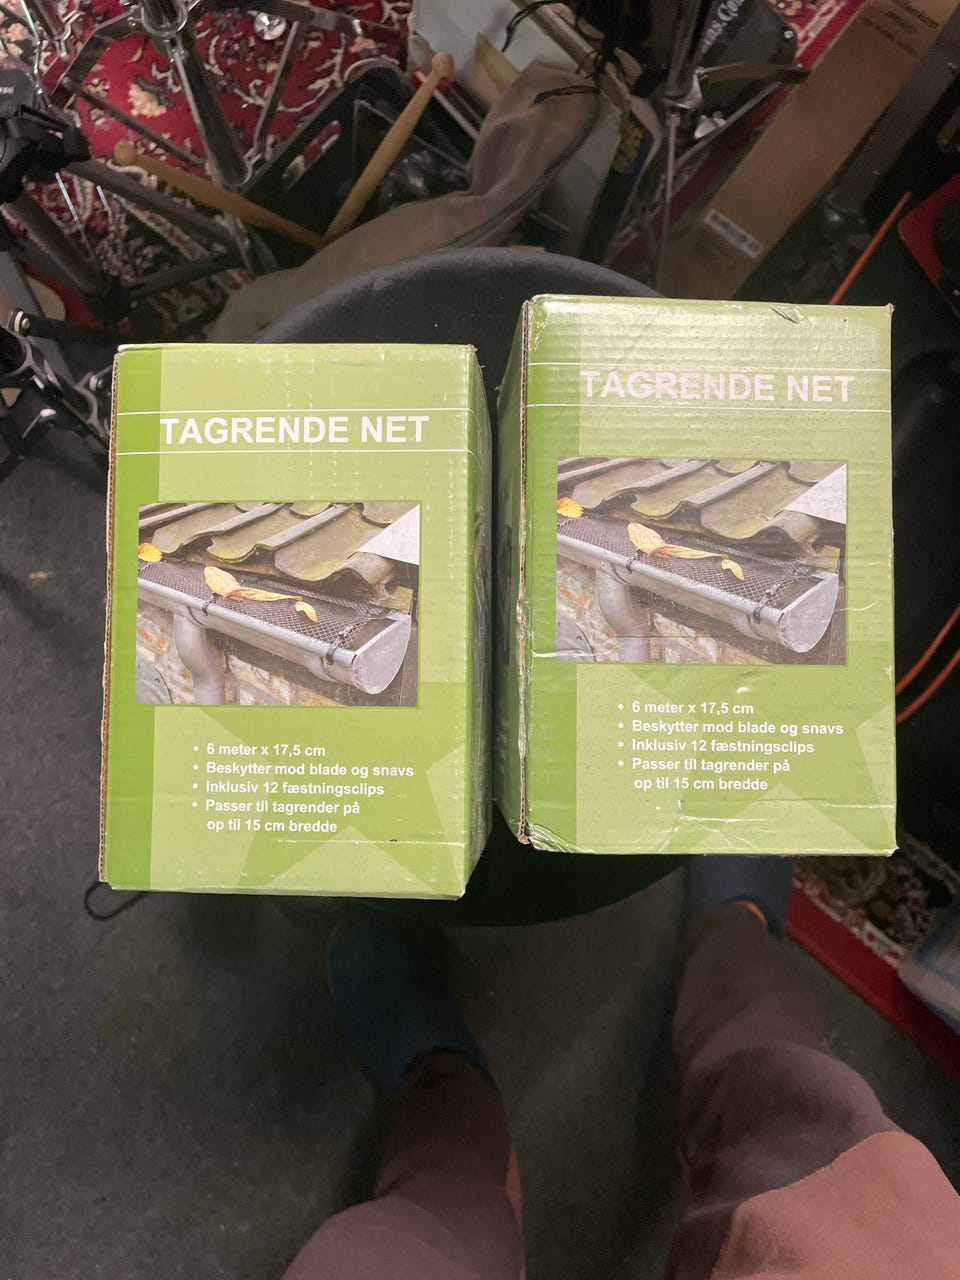 TAGRENDE NET
• 6 meter x 17,5 cm
• Beskytter mod blade og snavs
• Inklusiv 12 fæstningsclips
• Passer til tagrender på
op til 15 cm bredde
TAGRENDE NET
• 6 meter x 17,5 cm
• Beskytter mod blade og snavs
• Inklusiv 12 fæstningsclips
• Passer til tagrender på
op til 15 cm bredde